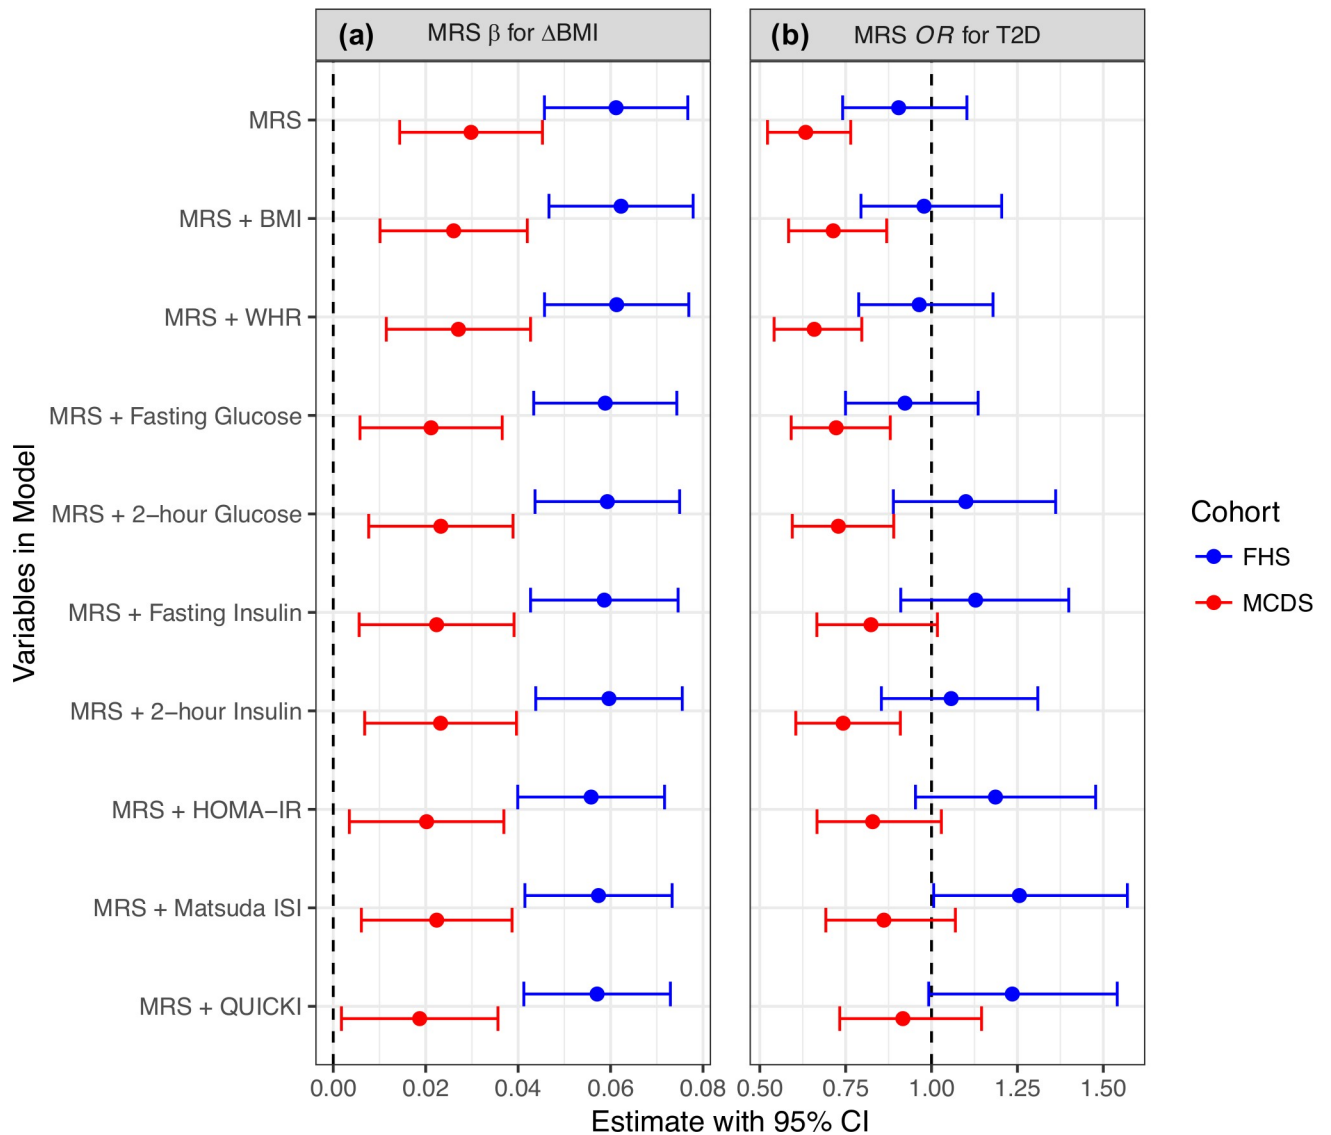 (a) MRS β for ΔBMI
(b) MRS OR for T2D
Variables in Model
MRS
MRS + BMI
MRS + WHR
MRS + Fasting Glucose
MRS + 2−hour Glucose
MRS + Fasting Insulin
MRS + 2−hour Insulin
MRS + HOMA−IR
MRS + Matsuda ISI
MRS + QUICKI
0.00 0.02 0.04 0.06 0.08
0.50 0.75 1.00 1.25 1.50
Estimate with 95% CI
Cohort
FHS
MCDS